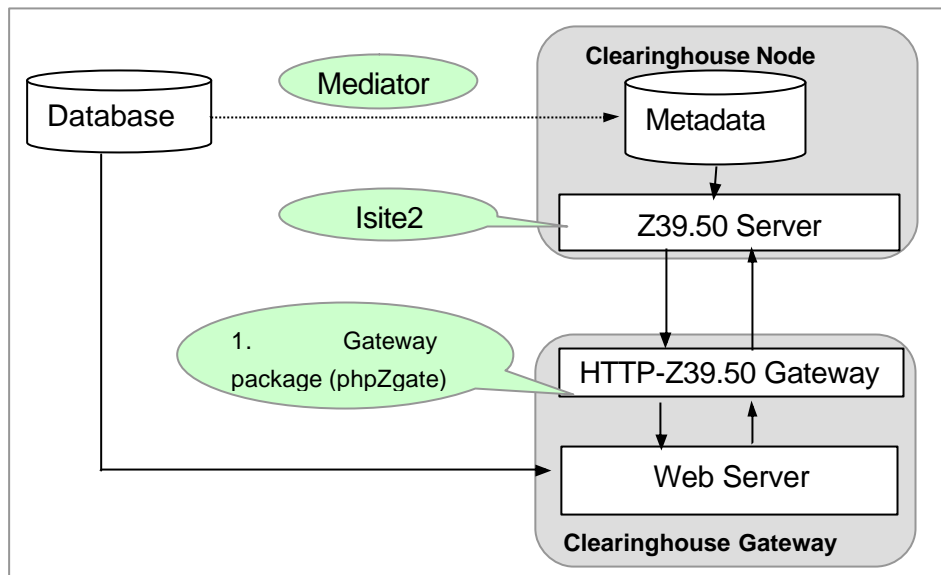 Clearinghouse Node
Mediator
Database
Metadata
Isite2
Z39.50 Server
1. Gateway
package (phpZgate)
HTTP-Z39.50 Gateway
Web Server
Clearinghouse Gateway